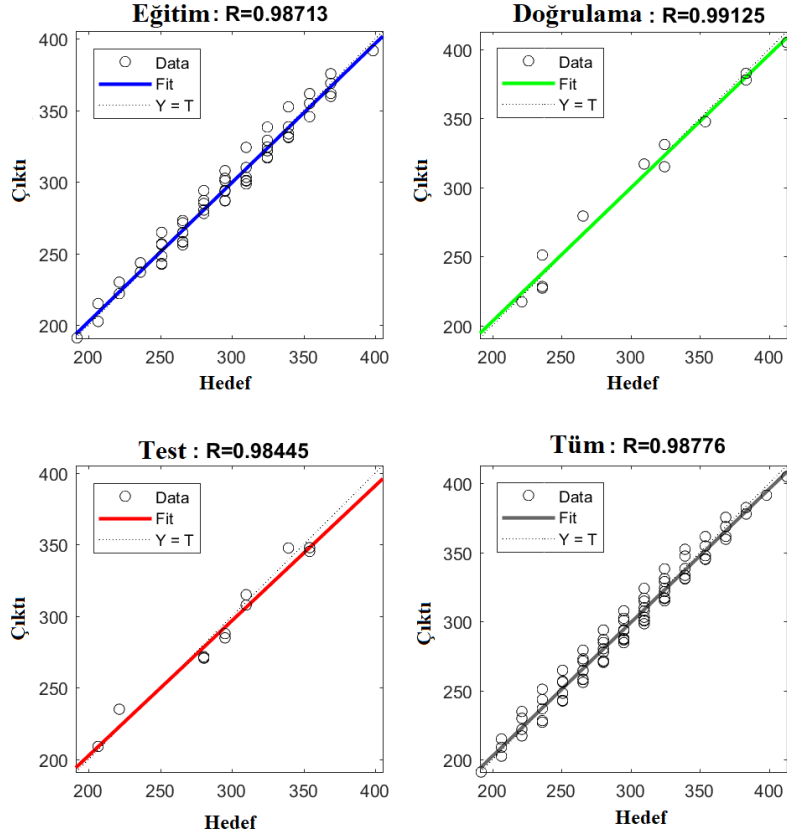 Eğitim : R=0.98713
400
350
300
250
200
Data
Fit
Y = T
Çıktı
200 250 300 350 400
Hedef
Doğrulama : R=0.99125
400
350
300
250
200
Data
Fit
Y = T
Çıktı
200 250 300 350 400
Hedef
Test : R=0.98445
400
350
300
250
200
Data
Fit
Y = T
Çıktı
200 250 300 350 400
Hedef
Tüm : R=0.98776
400
350
300
250
200
Data
Fit
Y = T
Çıktı
200 250 300 350 400
Hedef